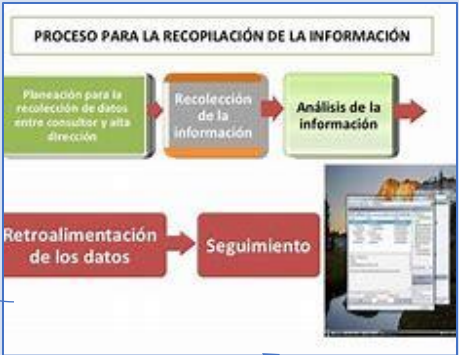 PROCESO PARA LA RECOPILACIÓN DE LA INFORMACIÓN
Planeación para la
recolección de datos
entre consultor y alta
dirección
Recolección
de la
información
Análisis de la
información
Retroalimentación
de los datos
Seguimiento